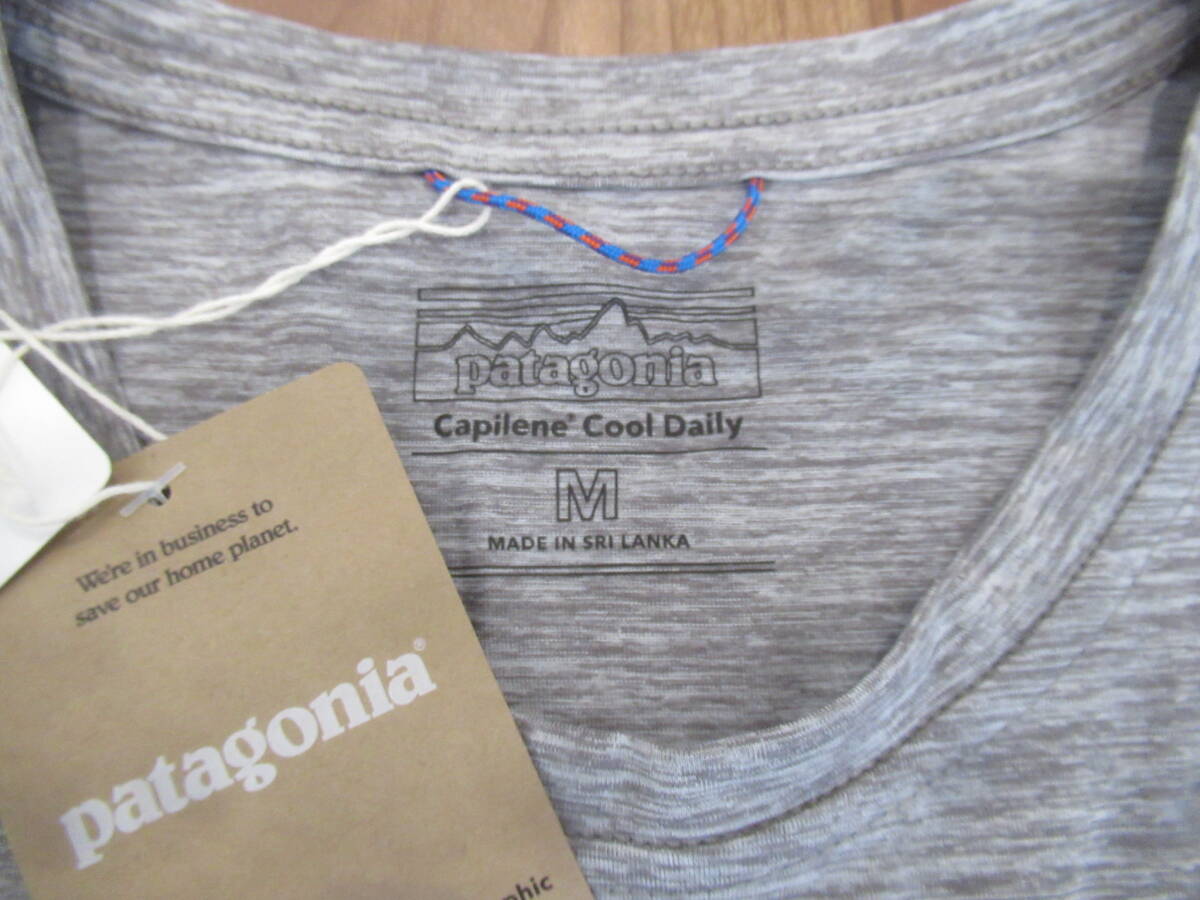 patagonia
Capilene® Cool Daily
M
MADE IN SRI LANKA
We're in business to
save our home planet.
patagonia®